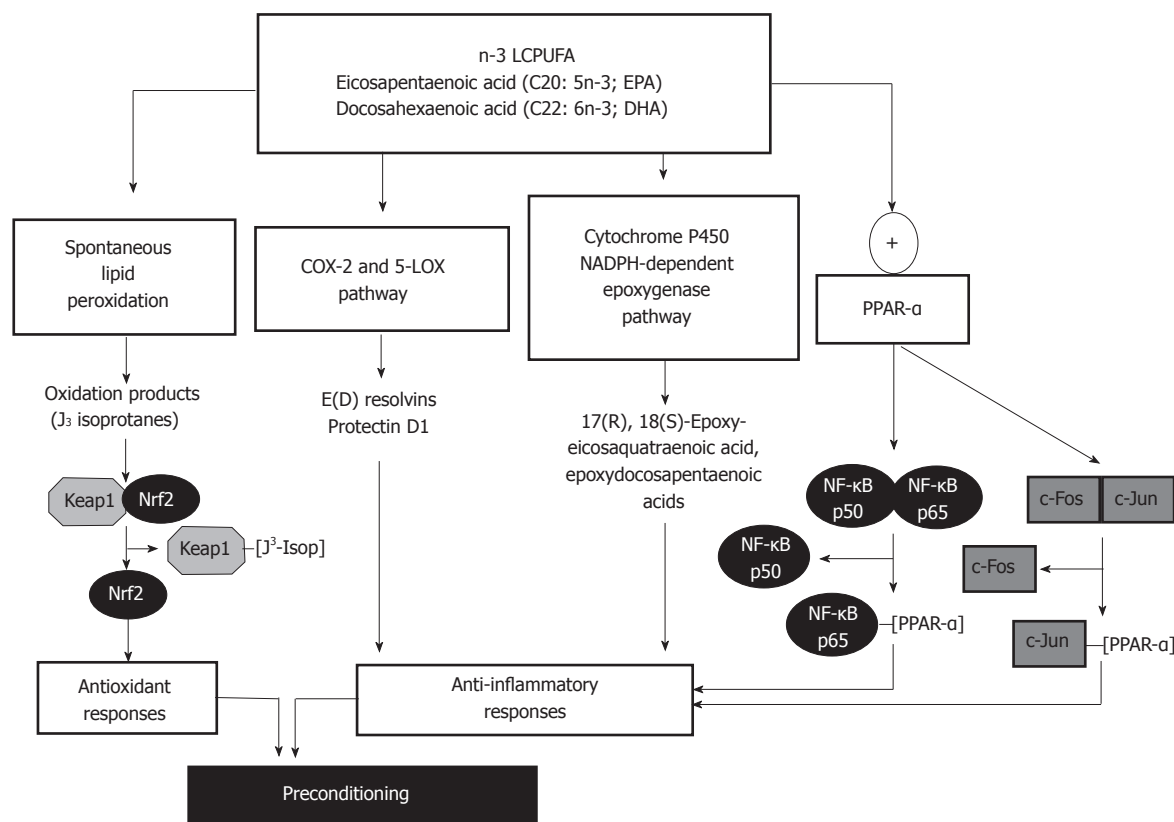 n-3 LCPUFA
Eicosapentaenoic acid (C20: 5n-3; EPA)
Docosahexaenoic acid (C22: 6n-3; DHA)
Spontaneous
lipid
peroxidation
COX-2 and 5-LOX
pathway
Cytochrome P450
NADPH-dependent
epoxygenase
pathway
+
PPAR-α
Oxidation products
(J₃ isoprotanes)
E(D) resolvins
Protectin D1
17(R), 18(S)-Epoxy-
eicosaquatraenoic acid,
epoxydocosapentaenoic
acids
Keap1
Nrf2
Keap1
[J³-Isop]
Nrf2
NF-κB
p50
NF-κB
p65
NF-κB
p50
NF-κB
p65
[PPAR-α]
c-Fos
c-Jun
c-Fos
c-Jun
[PPAR-α]
Antioxidant
responses
Anti-inflammatory
responses
Preconditioning